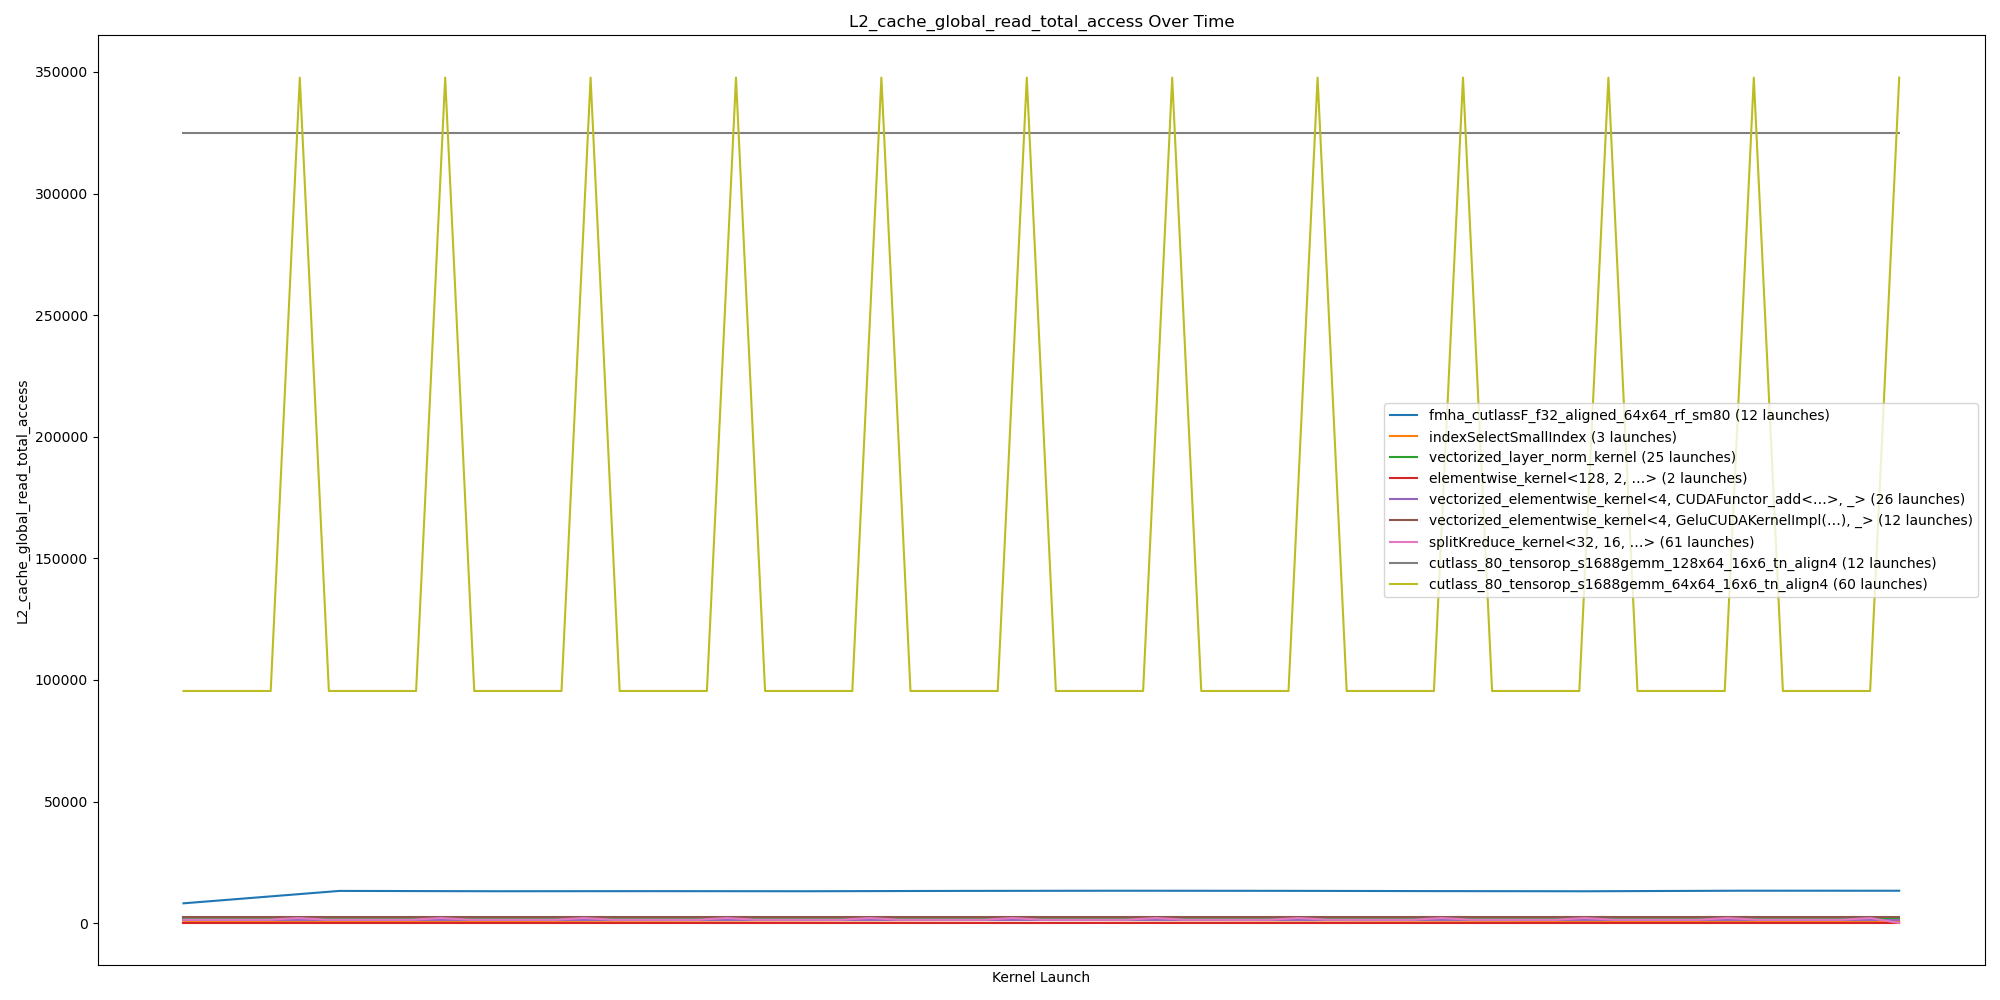 L2_cache_global_read_total_access Over Time
L2_cache_global_read_total_access
350000
300000
250000
200000
150000
100000
50000
0
fmha_cutlassF_f32_aligned_64x64_rf_sm80 (12 launches)
indexSelectSmallIndex (3 launches)
vectorized_layer_norm_kernel (25 launches)
elementwise_kernel<128, 2, ...> (2 launches)
vectorized_elementwise_kernel<4, CUDAFunctor_add<...>, _> (26 launches)
vectorized_elementwise_kernel<4, GeluCUDAKernelImpl(...), _> (12 launches)
splitKreduce_kernel<32, 16, ...> (61 launches)
cutlass_80_tensorop_s1688gemm_128x64_16x6_tn_align4 (12 launches)
cutlass_80_tensorop_s1688gemm_64x64_16x6_tn_align4 (60 launches)
Kernel Launch